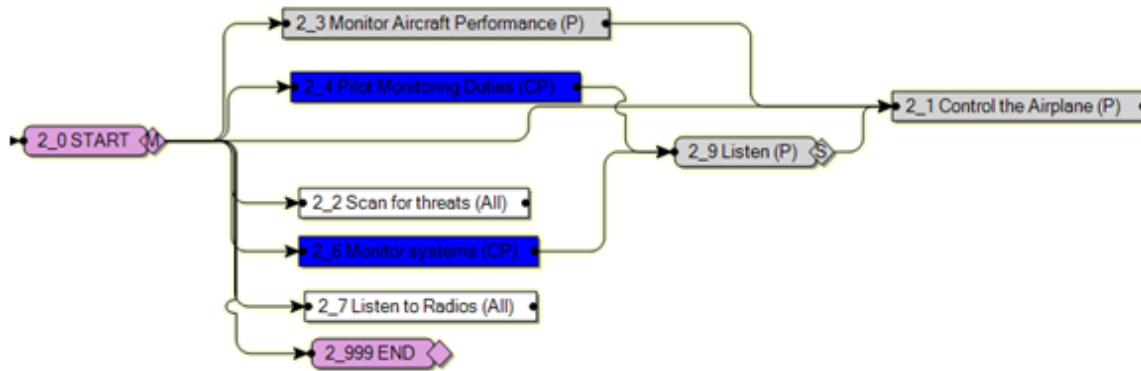 2_3 Monitor Aircraft Performance (P)
2_4 Pilot Monitoring Duties (CP)
2_1 Control the Airplane (P)
2_0 START M
2_9 Listen (P) S
2_2 Scan for threats (All)
2_6 Monitor systems (CP)
2_7 Listen to Radios (All)
2_999 END